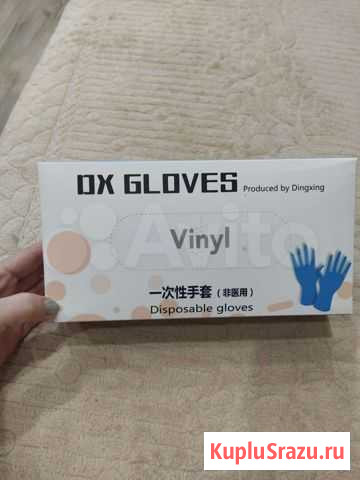 DX GLOVES Produced by Dingxing
Vinyl
Avito
一次性手套（非医用）
Disposable gloves
KupluSrazu.ru